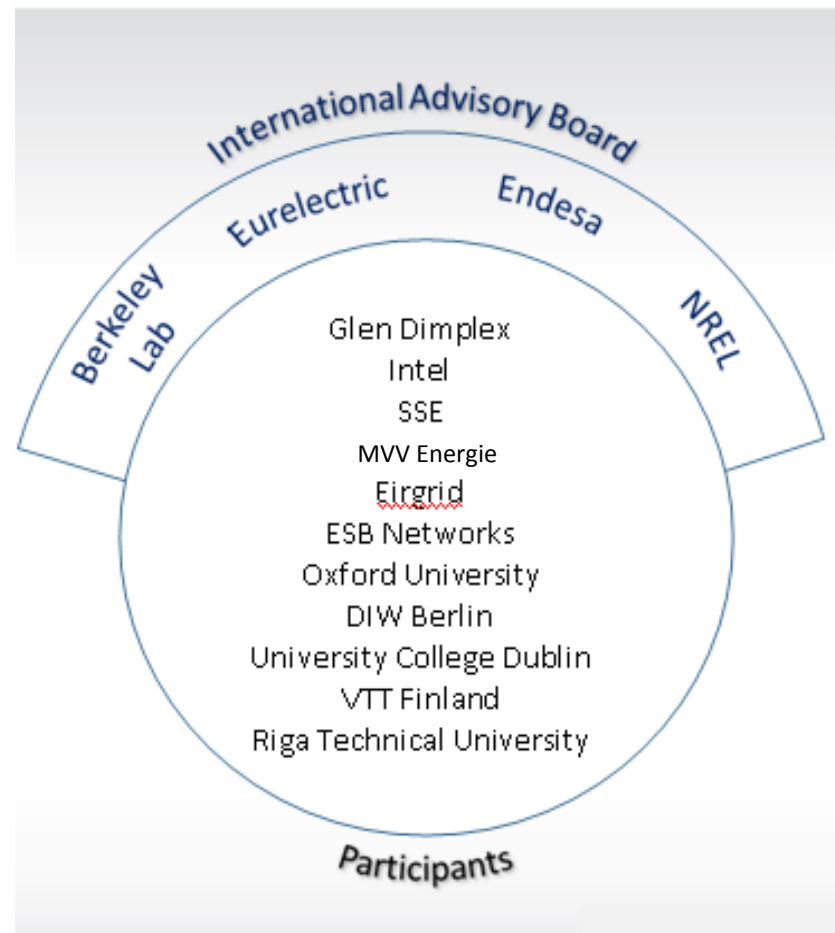 International Advisory Board
Berkeley
Lab
Eurelectric
Endesa
NREL
Glen Dimplex
Intel
SSE
MVV Energie
Eirgrid
ESB Networks
Oxford University
DIW Berlin
University College Dublin
VTT Finland
Riga Technical University
Participants